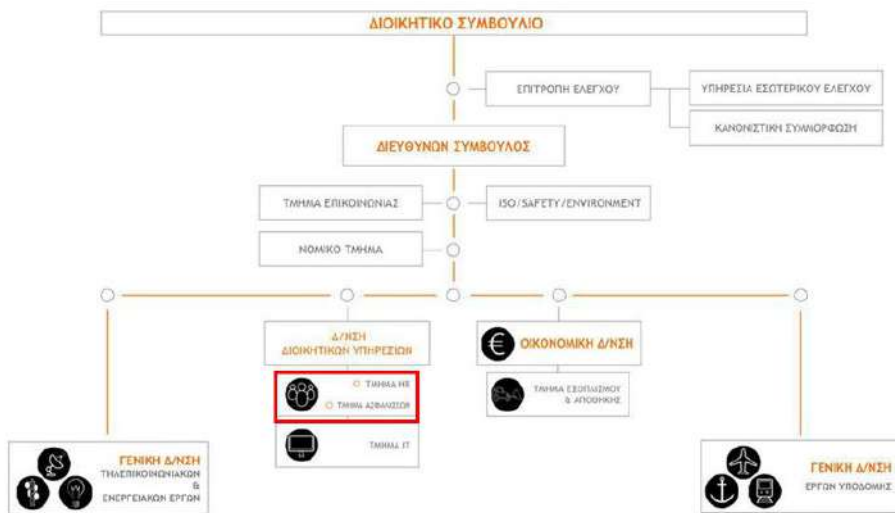 ΔΙΟΙΚΗΤΙΚΟ ΣΥΜΒΟΥΛΙΟ
ΕΠΙΤΡΟΠΗ ΕΛΕΓΧΟΥ
ΥΠΗΡΕΣΙΑ ΕΣΩΤΕΡΙΚΟΥ ΕΛΕΓΧΟΥ
ΚΑΝΟΝΙΣΤΙΚΗ ΣΥΜΜΟΡΦΩΣΗ
ΔΙΕΥΘΥΝΩΝ ΣΥΜΒΟΥΛΟΣ
ΤΜΗΜΑ ΕΠΙΚΟΙΝΩΝΙΑΣ
ISO/SAFETY/ENVIRONMENT
ΝΟΜΙΚΟ ΤΜΗΜΑ
Δ/ΝΣΗ
ΔΙΟΙΚΗΤΙΚΩΝ ΥΠΗΡΕΣΙΩΝ
ΤΜΗΜΑ HR
ΤΜΗΜΑ ΑΣΦΑΛΙΣΕΩΝ
ΤΜΗΜΑ IT
€ ΟΙΚΟΝΟΜΙΚΗ Δ/ΝΣΗ
ΤΜΗΜΑ ΕΞΟΠΛΙΣΜΟΥ
& ΑΠΟΘΗΚΗΣ
ΓΕΝΙΚΗ Δ/ΝΣΗ
ΤΗΛΕΠΙΚΟΙΝΩΝΙΑΚΩΝ
&
ΕΝΕΡΓΕΙΑΚΩΝ ΕΡΓΩΝ
ΓΕΝΙΚΗ Δ/ΝΣΗ
ΕΡΓΩΝ ΥΠΟΔΟΜΗΣ